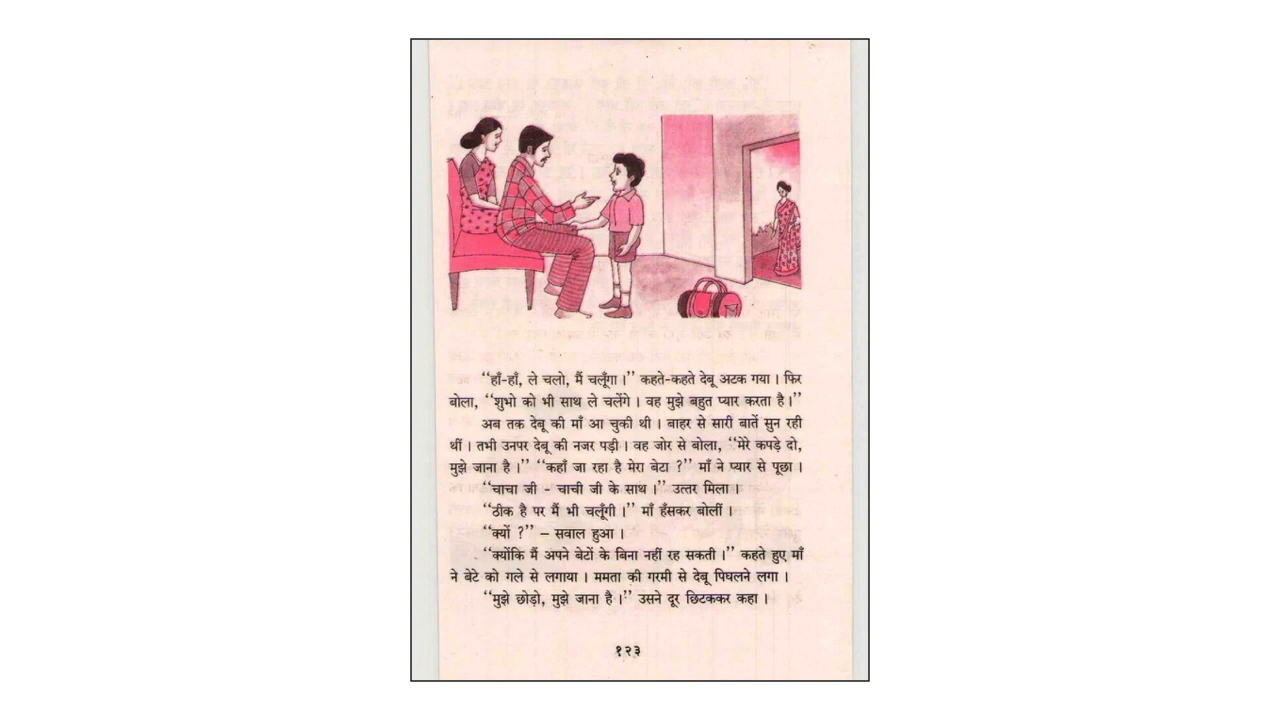 ‘‘हाँ-हाँ, ले चलो, मैं चलूँगा।’’ कहते-कहते देबू अटक गया। फिर
बोला, ‘‘शुभो को भी साथ ले चलेंगे। वह मुझे बहुत प्यार करता है।’’
अब तक देबू की माँ आ चुकी थी। बाहर से सारी बातें सुन रही
थीं। तभी उनपर देबू की नजर पड़ी। वह जोर से बोला, ‘‘मेरे कपड़े दो,
मुझे जाना है।’’ ‘‘कहाँ जा रहा है मेरा बेटा ?’’ माँ ने प्यार से पूछा।
‘‘चाचा जी - चाची जी के साथ।’’ उत्तर मिला।
‘‘ठीक है पर मैं भी चलूँगी।’’ माँ हँसकर बोलीं।
‘‘क्यों ?’’ – सवाल हुआ।
‘‘क्योंकि मैं अपने बेटों के बिना नहीं रह सकती।’’ कहते हुए माँ
ने बेटे को गले से लगाया। ममता की गरमी से देबू पिघलने लगा।
‘‘मुझे छोड़ो, मुझे जाना है।’’ उसने दूर छिटककर कहा।
१२३